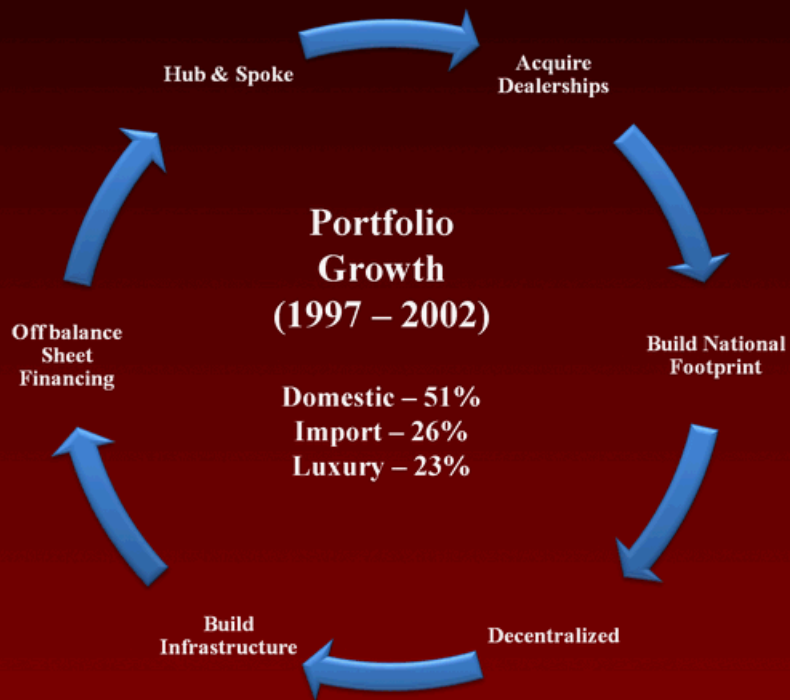 Hub & Spoke
Acquire
Dealerships
Portfolio
Growth
(1997 – 2002)
Off balance
Sheet
Financing
Build National
Footprint
Domestic – 51%
Import – 26%
Luxury – 23%
Build
Infrastructure
Decentralized